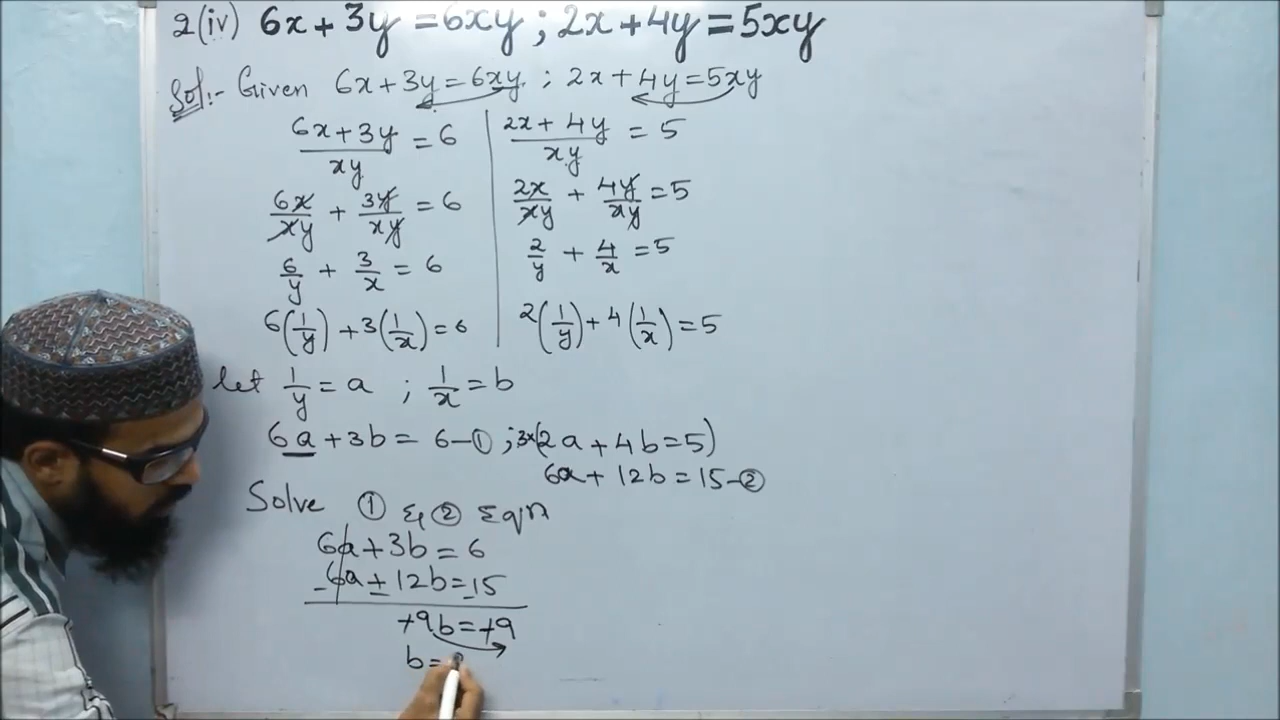 2(iv) 6x + 3y = 6xy ; 2x + 4y = 5xy
Sol:- Given 6x + 3y = 6xy ; 2x + 4y = 5xy
(6x + 3y)/xy = 6
6x/xy + 3y/xy = 6
6/y + 3/x = 6
6(1/y) + 3(1/x) = 6
(2x + 4y)/xy = 5
2x/xy + 4y/xy = 5
2/y + 4/x = 5
2(1/y) + 4(1/x) = 5
let 1/y = a ; 1/x = b
6a + 3b = 6 - ① ; 3×(2a + 4b = 5)
6a + 12b = 15 - ②
Solve ① & ② Eqn
6a + 3b = 6
-6a ± 12b = -15
+9b = +9
b =